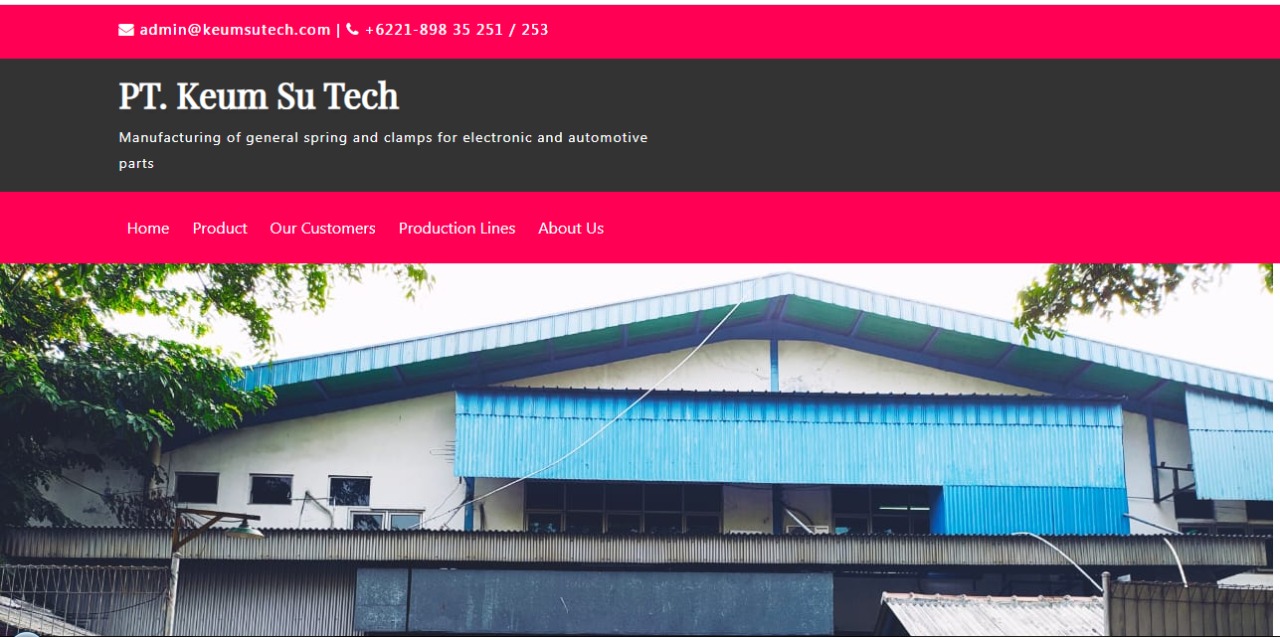 admin@keumsutech.com | +6221-898 35 251 / 253
PT. Keum Su Tech
Manufacturing of general spring and clamps for electronic and automotive
parts
Home Product Our Customers Production Lines About Us